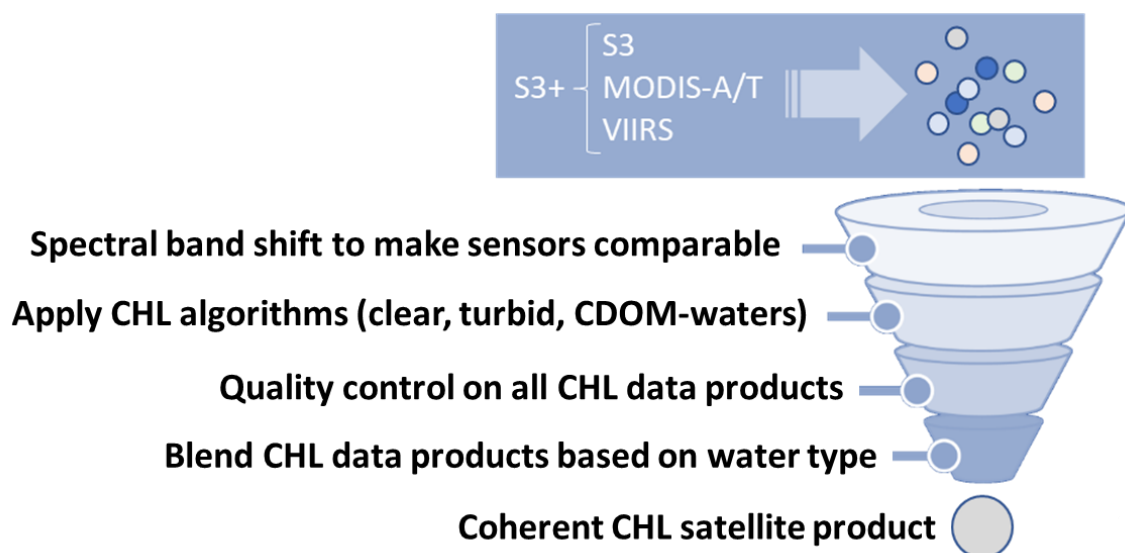 S3
S3+
MODIS-A/T
VIIRS
Spectral band shift to make sensors comparable
Apply CHL algorithms (clear, turbid, CDOM-waters)
Quality control on all CHL data products
Blend CHL data products based on water type
Coherent CHL satellite product